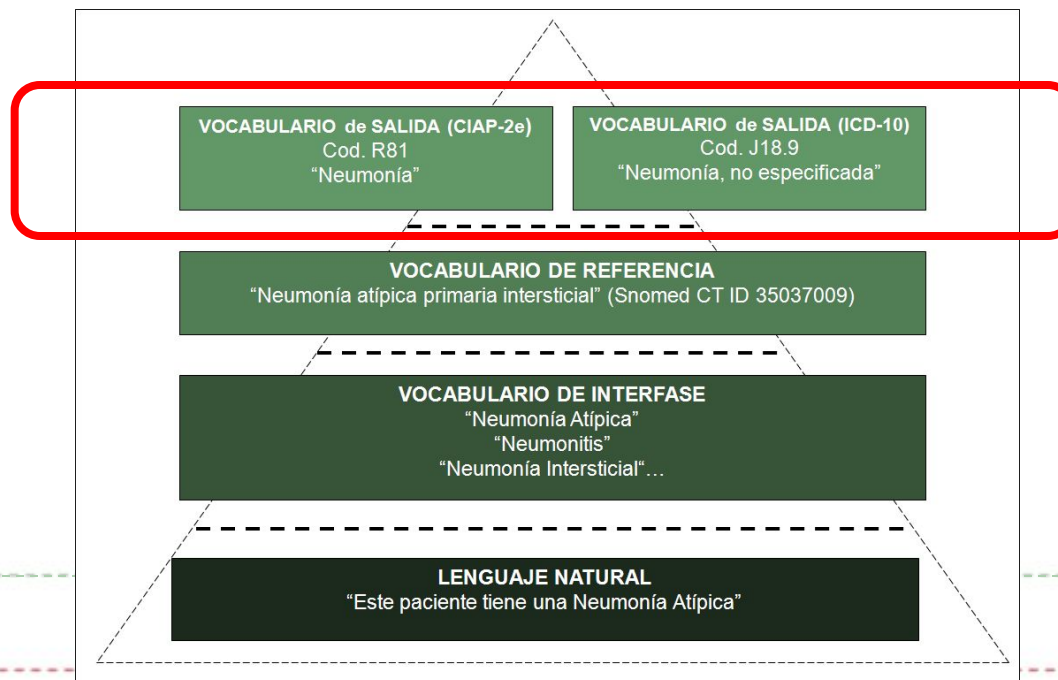 VOCABULARIO de SALIDA (CIAP-2e)
Cod. R81
“Neumonía”
VOCABULARIO de SALIDA (ICD-10)
Cod. J18.9
“Neumonía, no especificada”
VOCABULARIO DE REFERENCIA
“Neumonía atípica primaria intersticial” (Snomed CT ID 35037009)
VOCABULARIO DE INTERFASE
“Neumonía Atípica”
“Neumonitis”
“Neumonía Intersticial“…
LENGUAJE NATURAL
“Este paciente tiene una Neumonía Atípica”